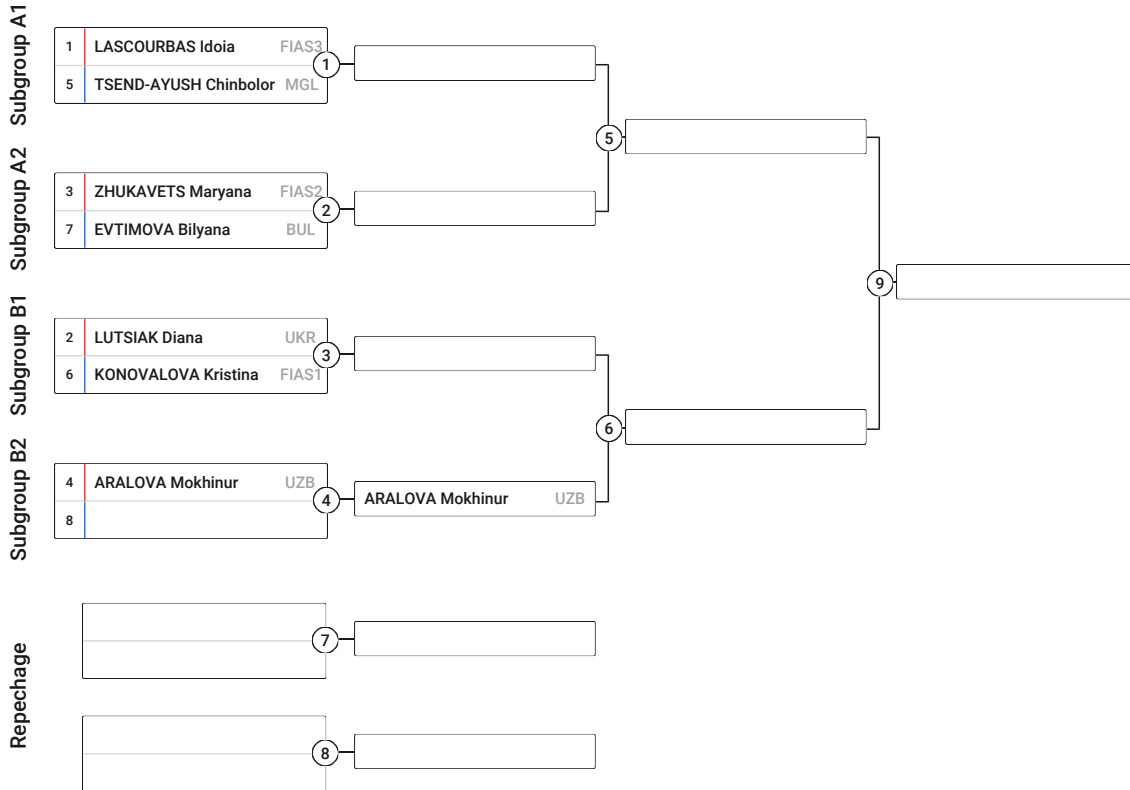 Subgroup A1
1 LASCOURBAS Idoia FIAS3
5 TSEND-AYUSH Chinbolor MGL
1
5
Subgroup A2
3 ZHUKAVETS Maryana FIAS2
7 EVTIMOVA Bilyana BUL
2
9
Subgroup B1
2 LUTSIAK Diana UKR
6 KONOVALOVA Kristina FIAS1
3
6
Subgroup B2
4 ARALOVA Mokhinur UZB
8
4
ARALOVA Mokhinur UZB
Repechage
7
8